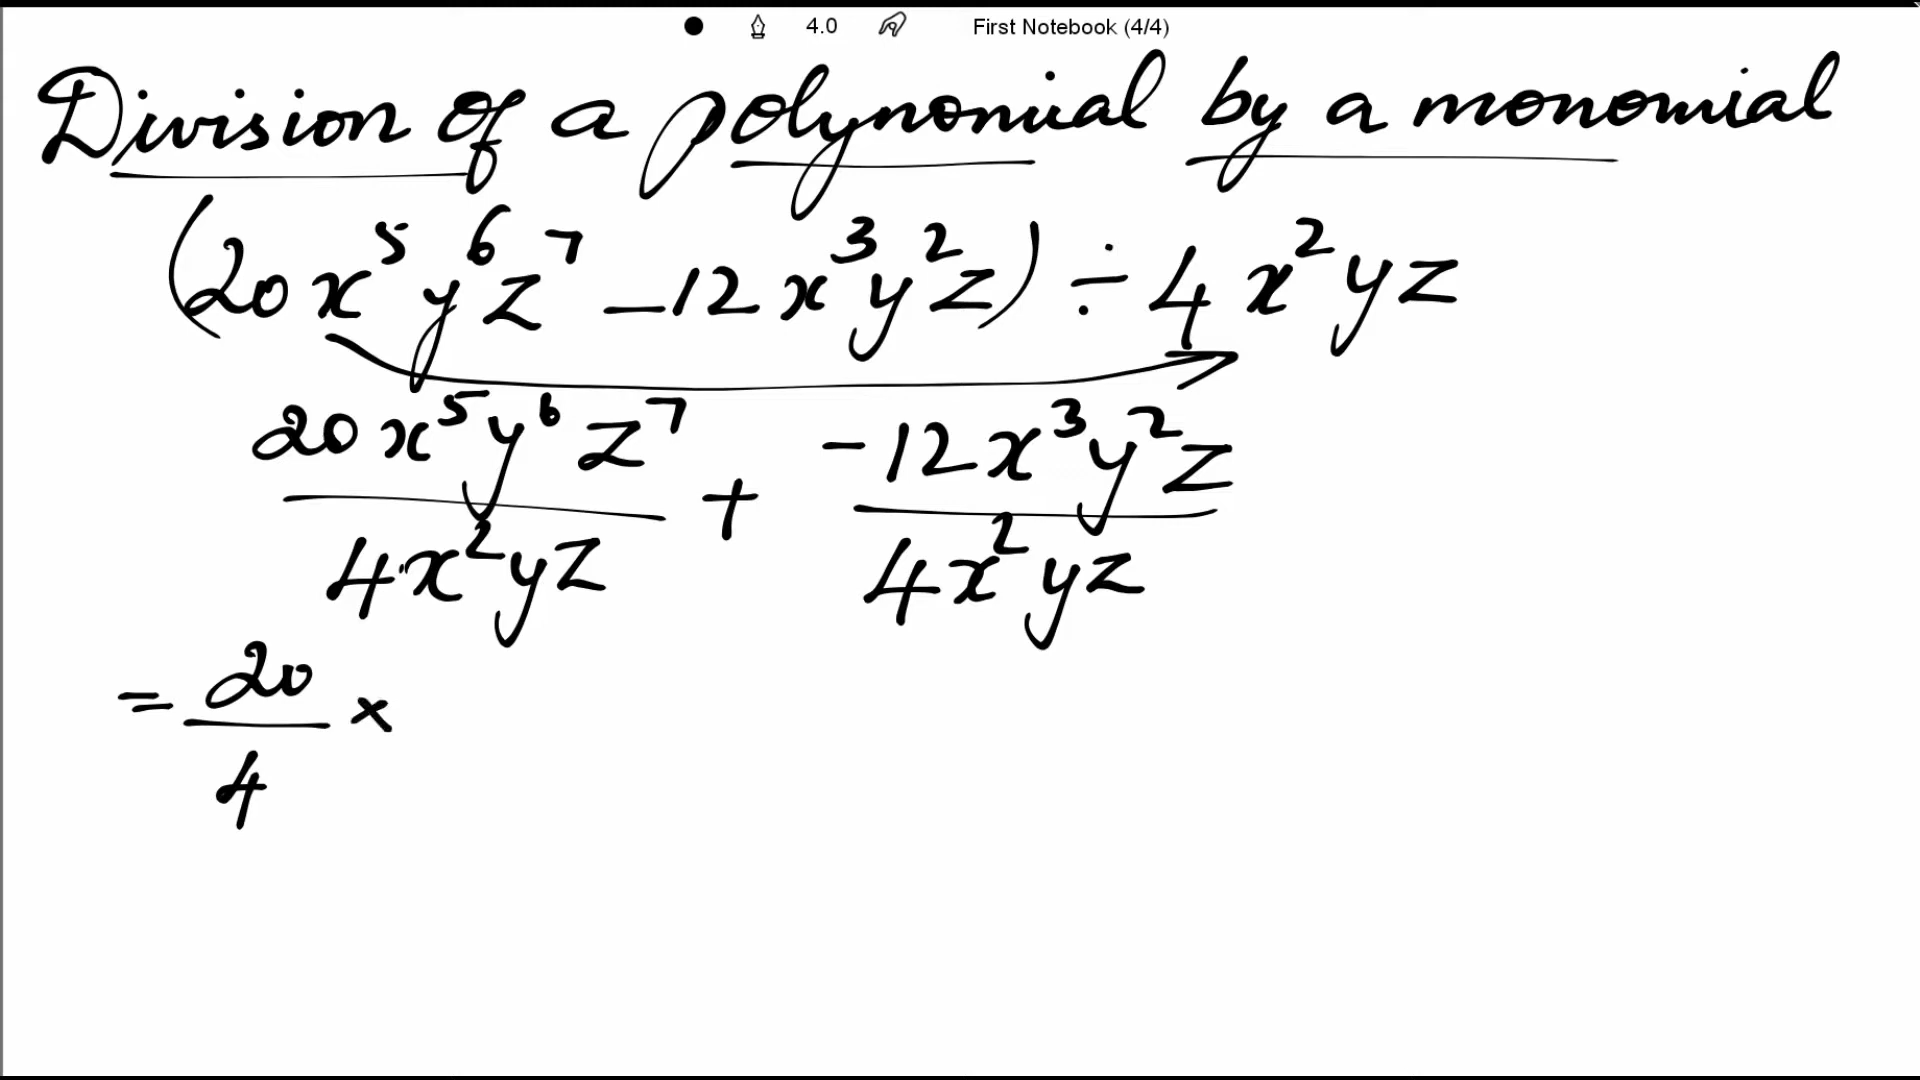 4.0 First Notebook (4/4)
Division of a polynomial by a monomial
(20x⁵y⁶z⁷ – 12x³y²z) ÷ 4x²yz
20x⁵y⁶z⁷ / 4x²yz + -12x³y²z / 4x²yz
= 20/4 ×